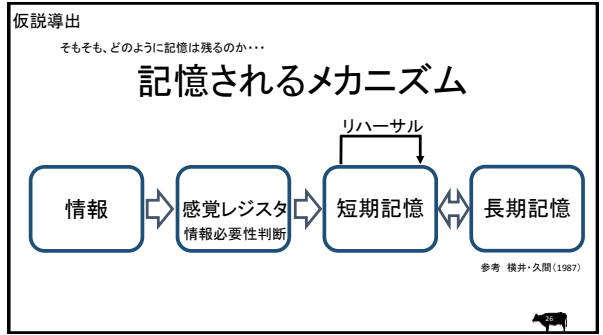 仮説導出
そもそも、どのように記憶は残るのか・・・
記憶されるメカニズム
リハーサル
情報
感覚レジスタ
情報必要性判断
短期記憶
長期記憶
参考 横井・久間(1987)
26